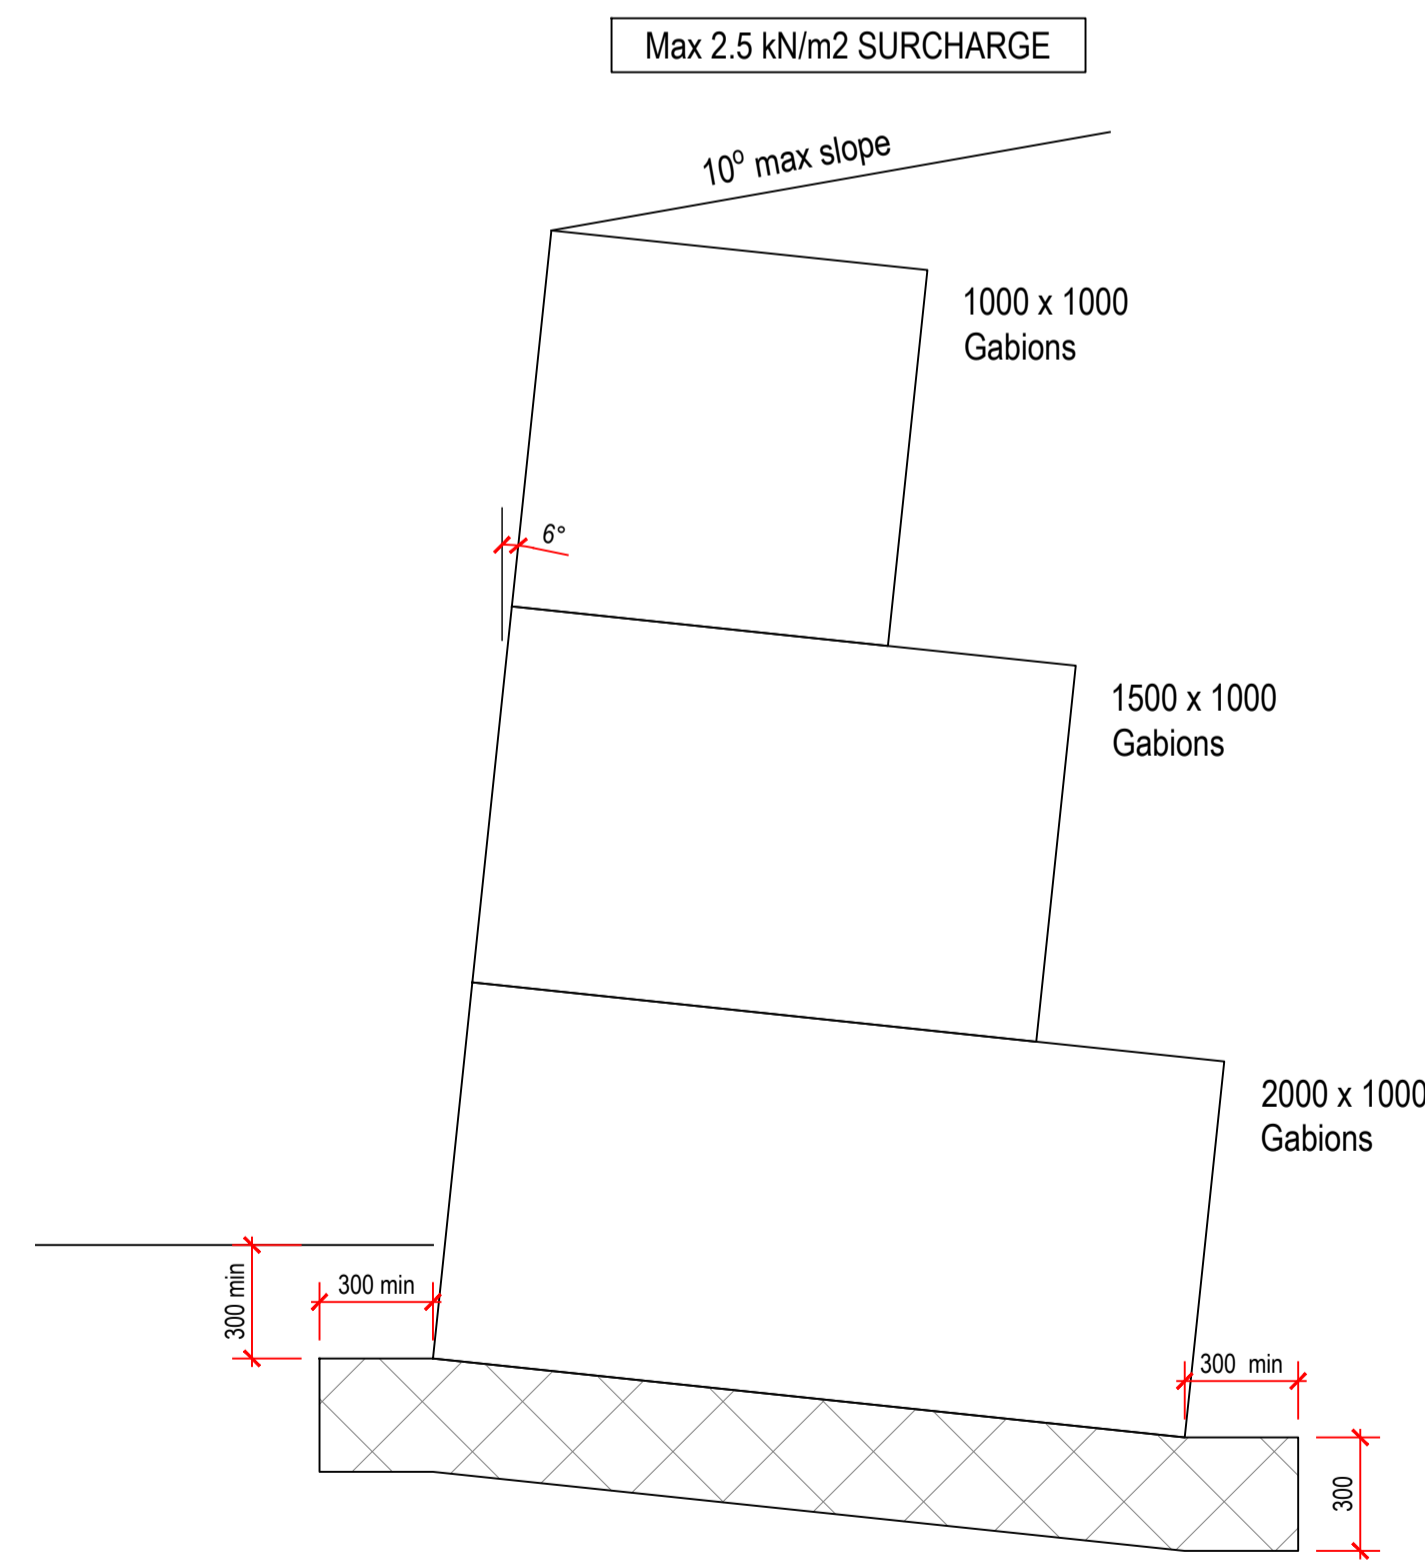 Max 2.5 kN/m2 SURCHARGE
10° max slope
1000 x 1000
Gabions
6°
1500 x 1000
Gabions
2000 x 1000
Gabions
300 min
300 min
300 min
300